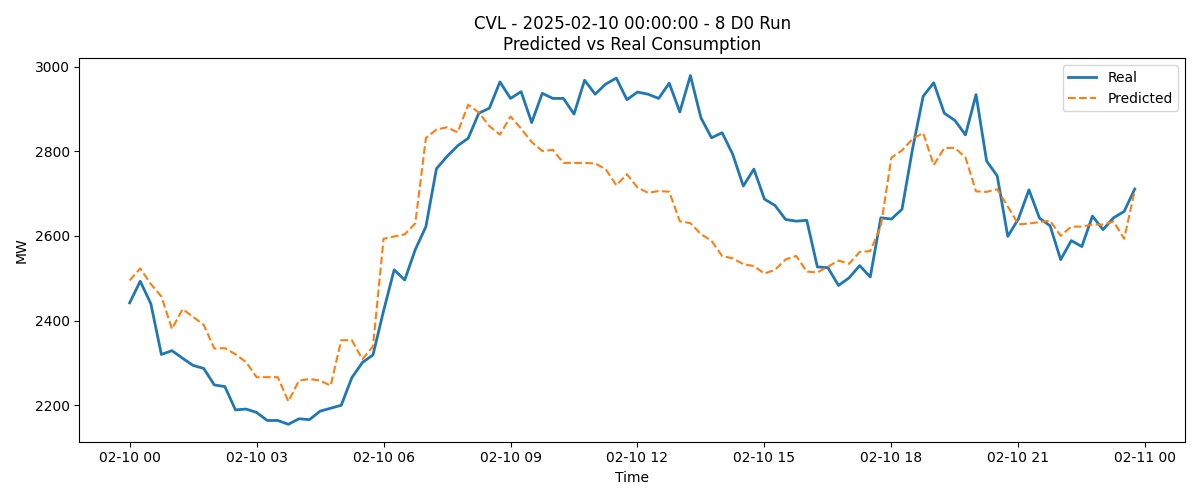 CVL - 2025-02-10 00:00:00 - 8 D0 Run
Predicted vs Real Consumption
Real
Predicted
3000
2800
2600
2400
2200
MW
02-10 00
02-10 03
02-10 06
02-10 09
02-10 12
02-10 15
02-10 18
02-10 21
02-11 00
Time